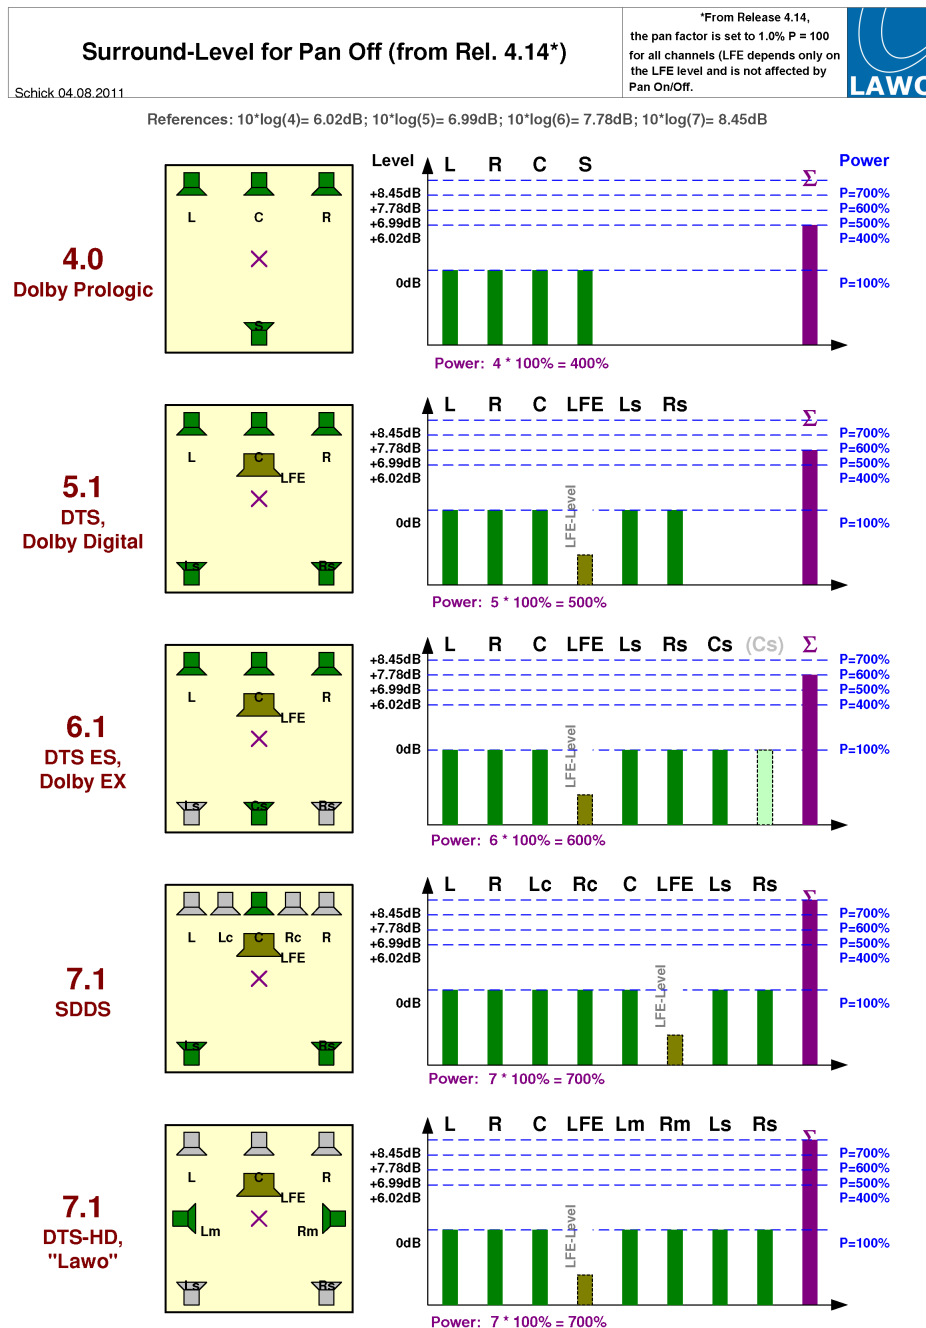 Surround-Level for Pan Off (from Rel. 4.14*)
Schick 04.08.2011
*From Release 4.14,
the pan factor is set to 1.0% P = 100
for all channels (LFE depends only on
the LFE level and is not affected by
Pan On/Off.
LAWO
References: 10*log(4)= 6.02dB; 10*log(5)= 6.99dB; 10*log(6)= 7.78dB; 10*log(7)= 8.45dB
4.0
Dolby Prologic
L C R
S
Level L R C S Σ Power
+8.45dB P=700%
+7.78dB P=600%
+6.99dB P=500%
+6.02dB P=400%
0dB P=100%
Power: 4 * 100% = 400%
5.1
DTS,
Dolby Digital
L C R
LFE
Ls Rs
L R C LFE Ls Rs Σ
+8.45dB P=700%
+7.78dB P=600%
+6.99dB P=500%
+6.02dB P=400%
LFE-Level
0dB P=100%
Power: 5 * 100% = 500%
6.1
DTS ES,
Dolby EX
L C R
LFE
Ls Cs Rs
L R C LFE Ls Rs Cs (Cs) Σ
+8.45dB P=700%
+7.78dB P=600%
+6.99dB P=500%
+6.02dB P=400%
LFE-Level
0dB P=100%
Power: 6 * 100% = 600%
7.1
SDDS
L Lc C Rc R
LFE
Ls Rs
L R Lc Rc C LFE Ls Rs Σ
+8.45dB P=700%
+7.78dB P=600%
+6.99dB P=500%
+6.02dB P=400%
LFE-Level
0dB P=100%
Power: 7 * 100% = 700%
7.1
DTS-HD,
"Lawo"
L C R
LFE
Lm Rm
Ls Rs
L R C LFE Lm Rm Ls Rs Σ
+8.45dB P=700%
+7.78dB P=600%
+6.99dB P=500%
+6.02dB P=400%
LFE-Level
0dB P=100%
Power: 7 * 100% = 700%